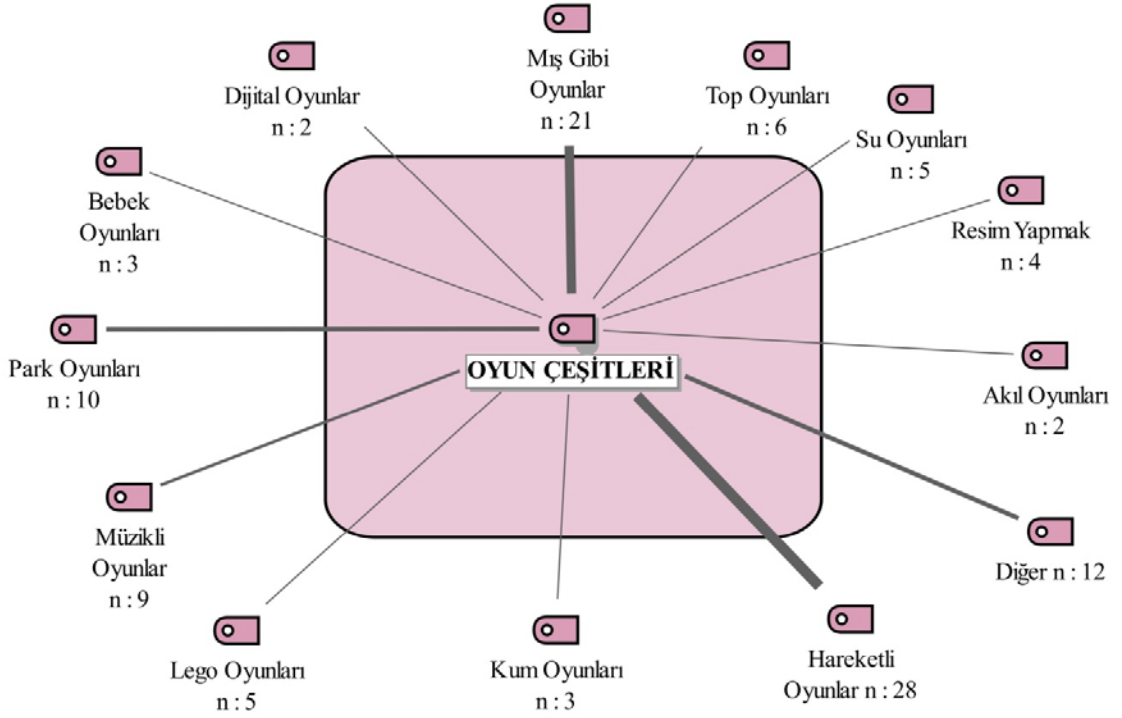 Mış Gibi
Oyunlar
n : 21
Dijital Oyunlar
n : 2
Top Oyunları
n : 6
Su Oyunları
n : 5
Bebek
Oyunları
n : 3
Resim Yapmak
n : 4
Park Oyunları
n : 10
OYUN ÇEŞİTLERİ
Akıl Oyunları
n : 2
Müzikli
Oyunlar
n : 9
Diğer n : 12
Lego Oyunları
n : 5
Kum Oyunları
n : 3
Hareketli
Oyunlar n : 28